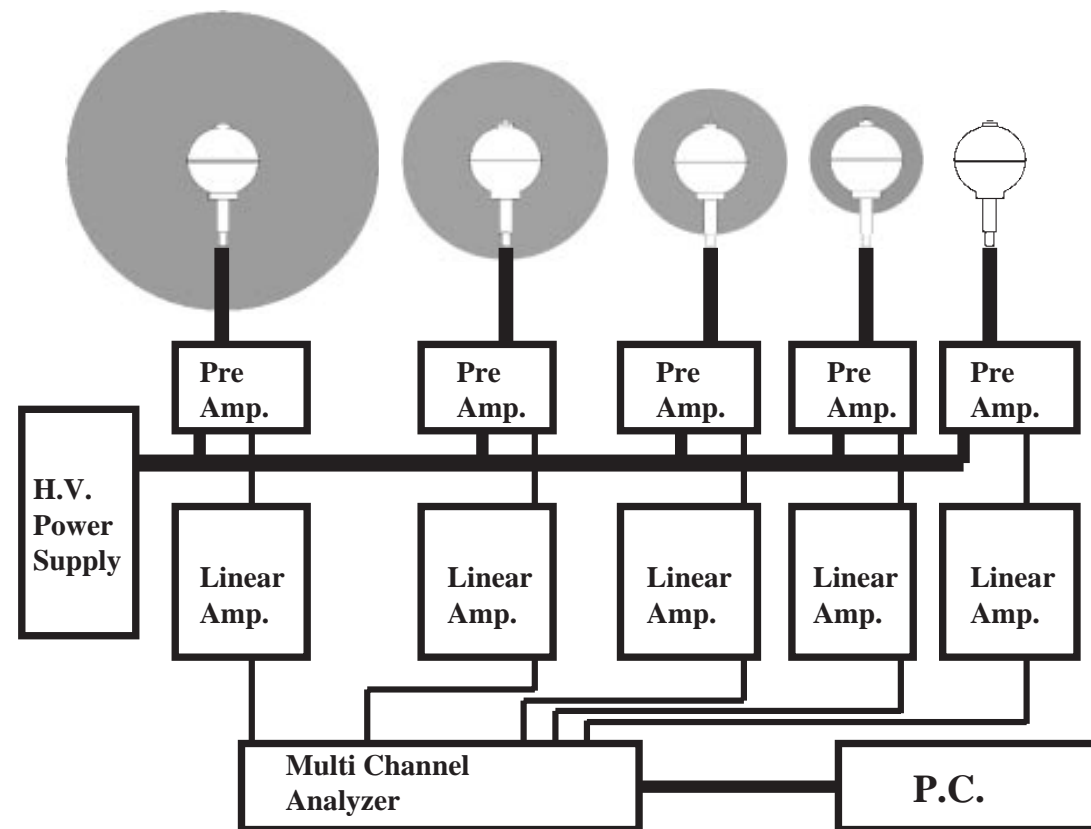 Pre
Amp.
Pre
Amp.
Pre
Amp.
Pre
Amp.
Pre
Amp.
H.V.
Power
Supply
Linear
Amp.
Linear
Amp.
Linear
Amp.
Linear
Amp.
Linear
Amp.
Multi Channel
Analyzer
P.C.